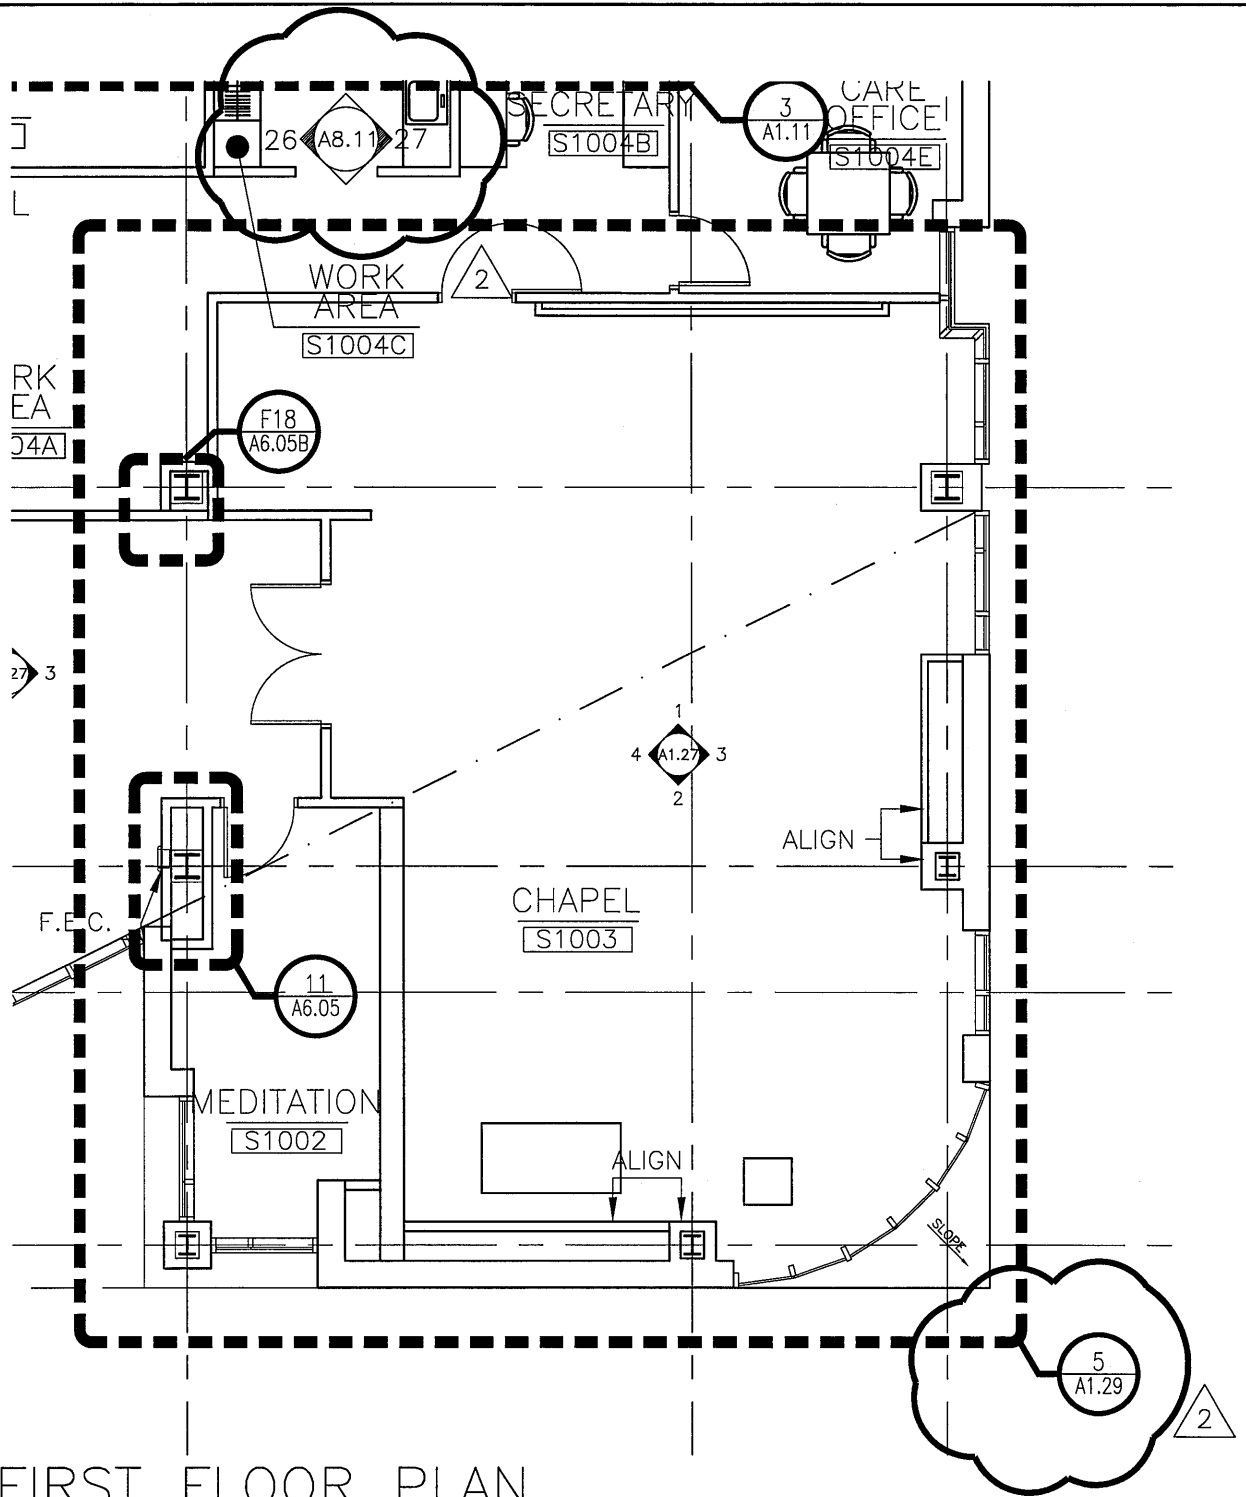 SECRETARY
S1004B
3
A1.11
CARE
OFFICE
S1004E
26
A8.11
27
L
WORK
AREA
S1004C
2
RK
EA
04A
F18
A6.05B
27
3
1
4
A1.27
3
2
ALIGN
F.E.C.
CHAPEL
S1003
11
A6.05
MEDITATION
S1002
ALIGN
SLOPE
5
A1.29
2
FIRST FLOOR PLAN